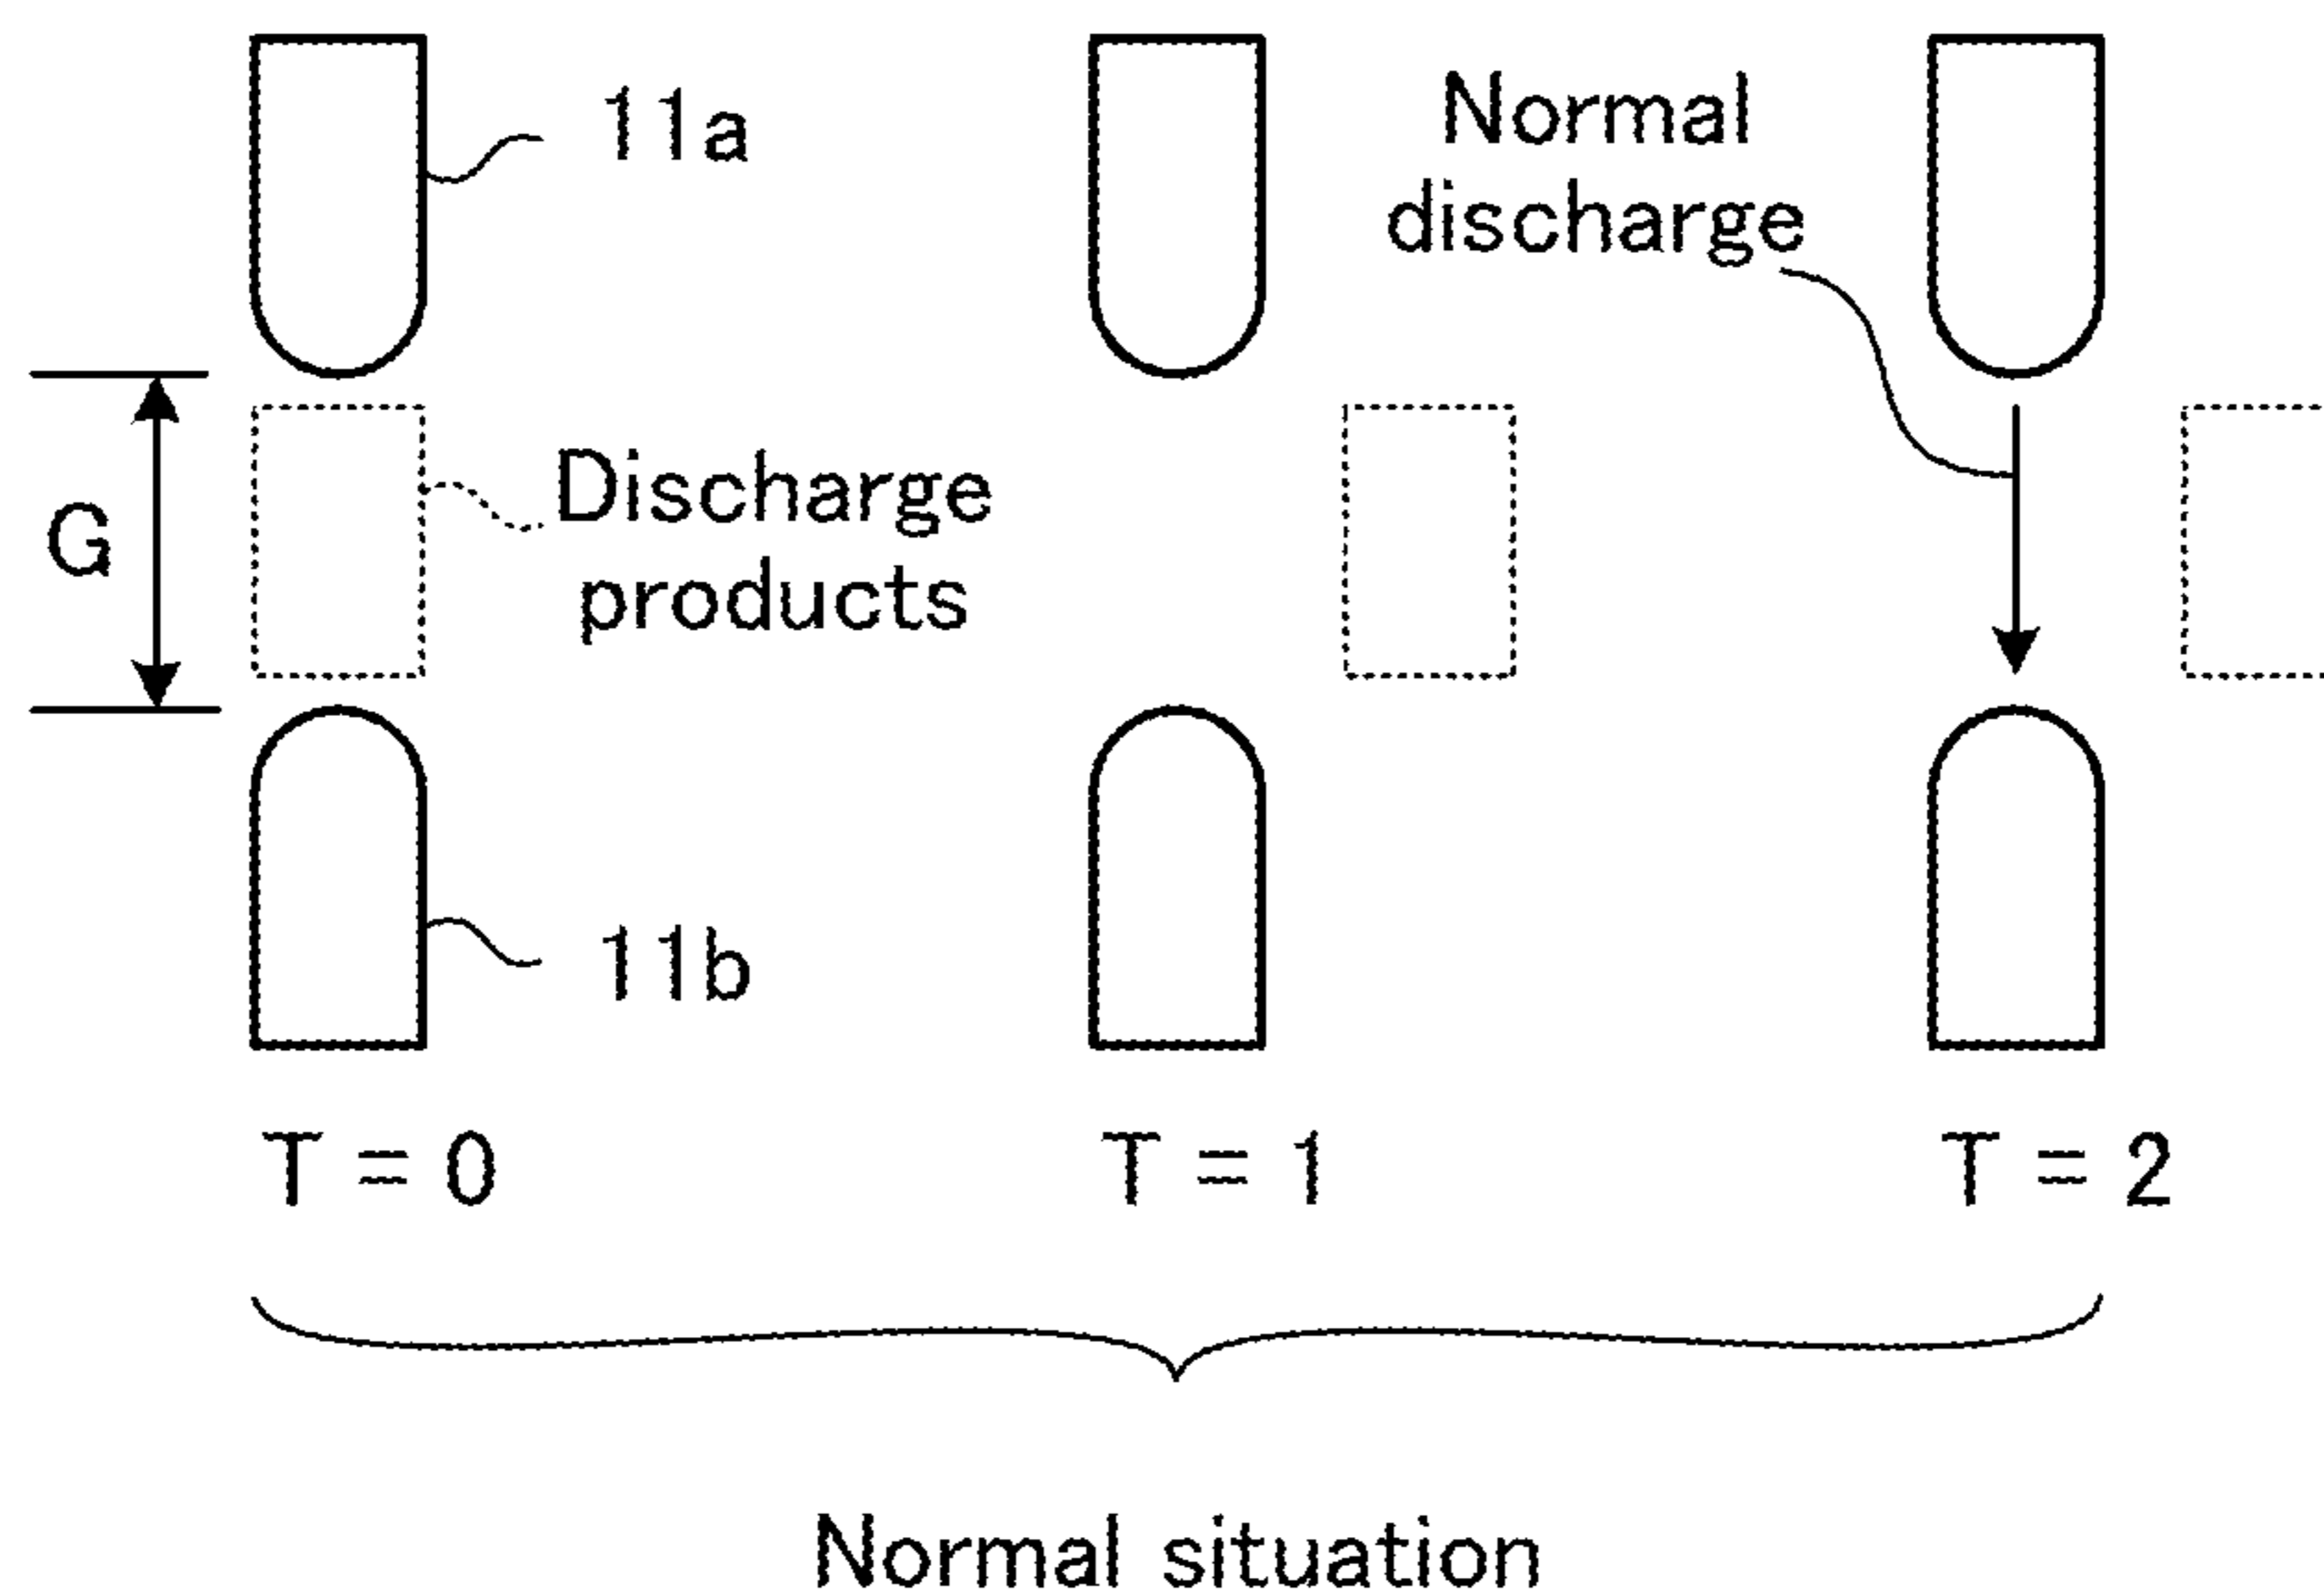 11a
Normal
discharge
G
Discharge
products
11b
T = 0
T = 1
T = 2
Normal situation